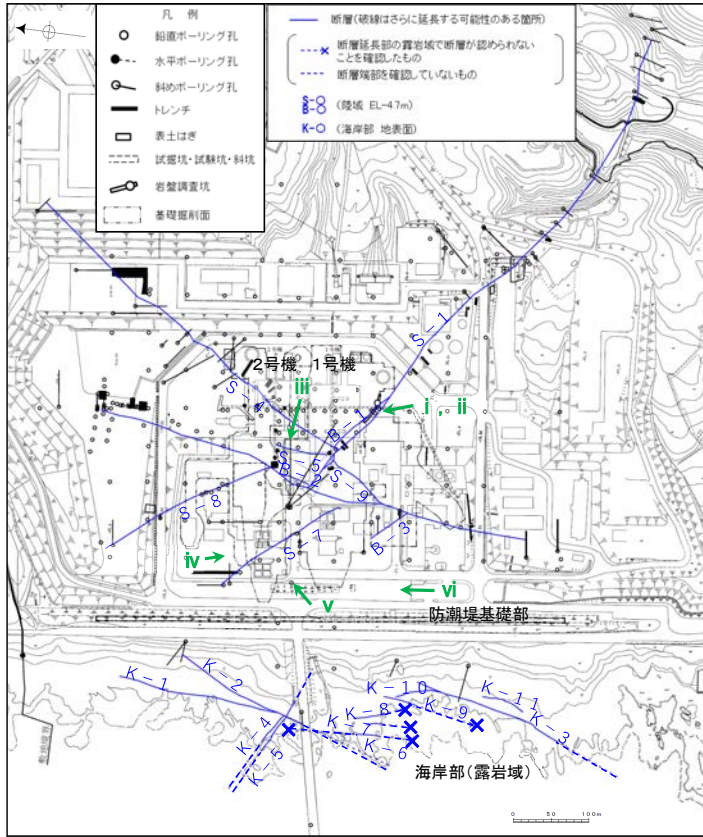 凡 例
鉛直ボーリング孔
水平ボーリング孔
斜めボーリング孔
トレンチ
表土はぎ
試掘坑・試験坑・斜坑
岩盤調査坑
基礎掘削面
断層(破線はさらに延長する可能性のある箇所)
断層延長部の露岩域で断層が認められない
ことを確認したもの
断層端部を確認していないもの
S-○
B-○
(陸域 EL-4.7m)
K-○
(海岸部 地表面)
S-1
2号機 1号機
iii
S-4
B-1
i , ii
S-5
B-2
S-9
S-8
S-7
B-3
iv
v
vi
防潮堤基礎部
K-1
K-2
K-4
K-5
K-10
K-8
K-9
K-11
K-7
K-6
K-3
海岸部(露岩域)
0 50 100m